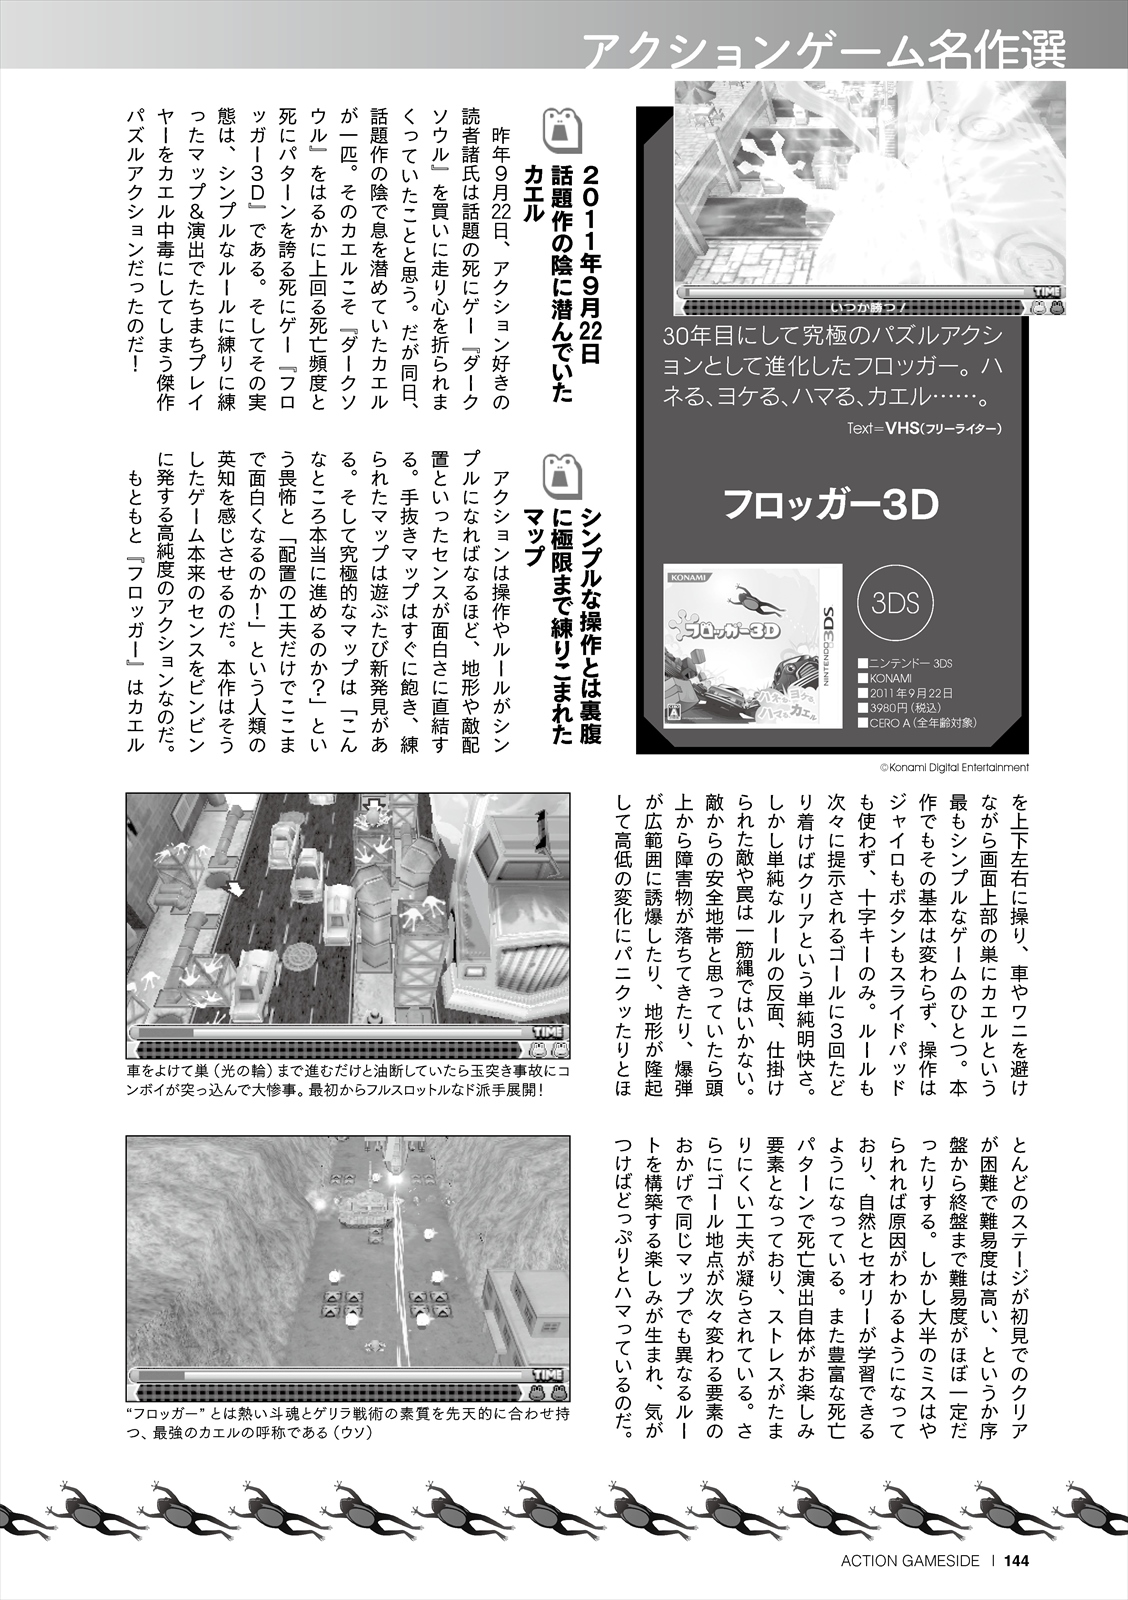 アクションゲーム名作選
TIME
いつか勝つ！
30年目にして究極のパズルアクシ
ョンとして進化したフロッガー。ハ
ネる、ヨケる、ハマる、カエル……。
Text=VHS（フリーライター）
フロッガー3D
KONAMI
フロッガー3D
NINTENDO3DS
ハネる ヨケる
ハマる カエル
A
3DS
■ニンテンドー3DS
■KONAMI
■2011年9月22日
■3980円（税込）
■CERO A（全年齢対象）
©Konami Digital Entertainment
2011年9月22日
話題作の陰に潜んでいた
カエル
昨年9月22日、アクション好きの
読者諸氏は話題の死にゲー『ダーク
ソウル』を買いに走り心を折られま
くっていたことと思う。だが同日、
話題作の陰で息を潜めていたカエル
が一匹。そのカエルこそ『ダークソ
ウル』をはるかに上回る死亡頻度と
死にパターンを誇る死にゲー『フロ
ッガー3D』である。そしてその実
態は、シンプルなルールに練りに練
ったマップ＆演出でたちまちプレイ
ヤーをカエル中毒にしてしまう傑作
パズルアクションだったのだ！
シンプルな操作とは裏腹
に極限まで練りこまれた
マップ
アクションは操作やルールがシン
プルになればなるほど、地形や敵配
置といったセンスが面白さに直結す
る。手抜きマップはすぐに飽き、練
られたマップは遊ぶたび新発見があ
る。そして究極的なマップは「こん
なところ本当に進めるのか？」とい
う畏怖と「配置の工夫だけでここま
で面白くなるのか！」という人類の
英知を感じさせるのだ。本作はそう
したゲーム本来のセンスをビンビン
に発する高純度のアクションなのだ。
もともと『フロッガー』はカエル
を上下左右に操り、車やワニを避け
ながら画面上部の巣にカエルという
最もシンプルなゲームのひとつ。本
作でもその基本は変わらず、操作は
ジャイロもボタンもスライドパッド
も使わず、十字キーのみ。ルールも
次々に提示されるゴールに3回たど
り着けばクリアという単純明快さ。
しかし単純なルールの反面、仕掛け
られた敵や罠は一筋縄ではいかない。
敵からの安全地帯と思っていたら頭
上から障害物が落ちてきたり、爆弾
が広範囲に誘爆したり、地形が隆起
して高低の変化にパニクったりとほ
とんどのステージが初見でのクリア
が困難で難易度は高い、というか序
盤から終盤まで難易度がほぼ一定だ
ったりする。しかし大半のミスはや
られれば原因がわかるようになって
おり、自然とセオリーが学習できる
ようになっている。また豊富な死亡
パターンで死亡演出自体がお楽しみ
要素となっており、ストレスがたま
りにくい工夫が凝らされている。さ
らにゴール地点が次々変わる要素の
おかげで同じマップでも異なるルー
トを構築する楽しみが生まれ、気が
つけばどっぷりとハマっているのだ。
TIME
車をよけて巣（光の輪）まで進むだけと油断していたら玉突き事故にコ
ンボイが突っ込んで大惨事。最初からフルスロットルなド派手展開！
TIME
“フロッガー”とは熱い斗魂とゲリラ戦術の素質を先天的に合わせ持
つ、最強のカエルの呼称である（ウソ）
ACTION GAMESIDE | 144